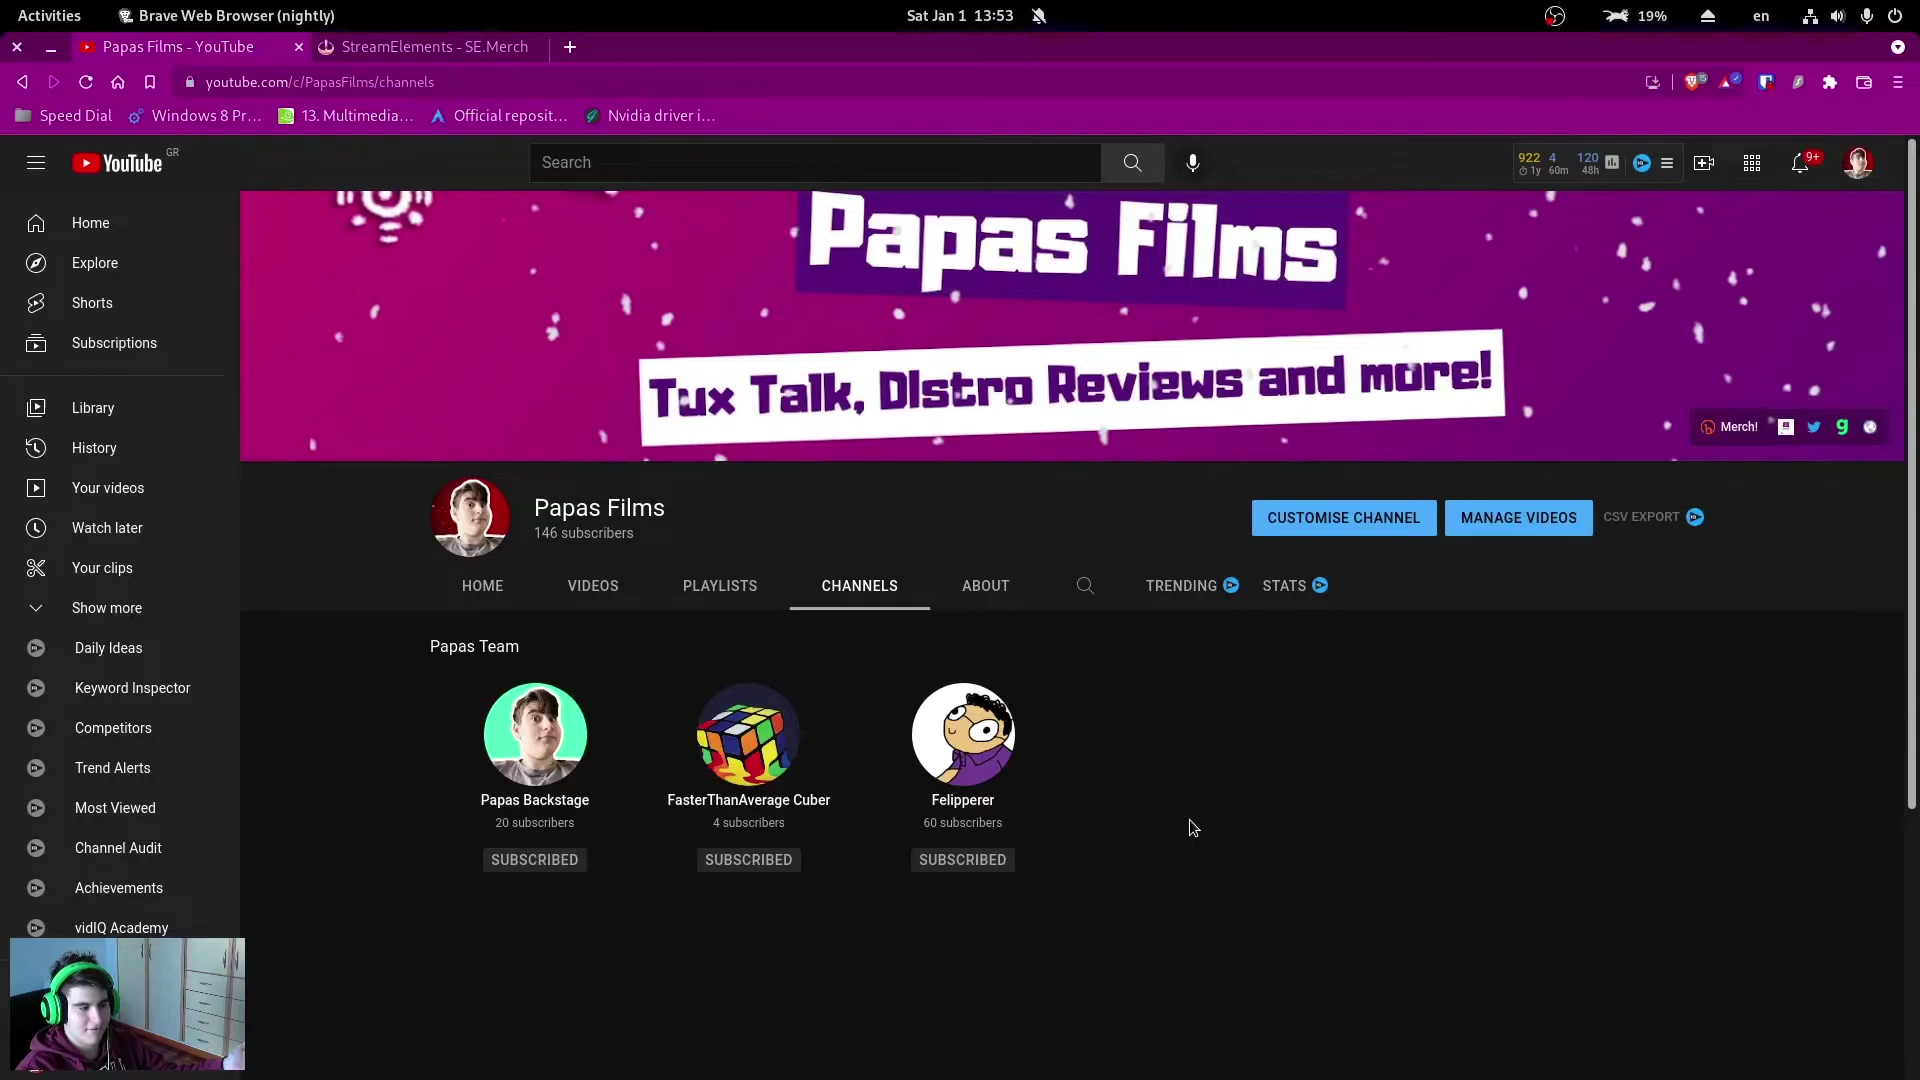 Activities
Brave Web Browser (nightly)
Sat Jan 1 13:53
19%
en
Papas Films - YouTube
StreamElements - SE.Merch
youtube.com/c/PapasFilms/channels
15
Speed Dial
Windows 8 Pr…
13. Multimedia…
Official reposit…
Nvidia driver i…
YouTube GR
Search
922 4 120
1y 60m 48h
9+
Home
Explore
Shorts
Subscriptions
Library
History
Your videos
Watch later
Your clips
Show more
Daily Ideas
Keyword Inspector
Competitors
Trend Alerts
Most Viewed
Channel Audit
Achievements
vidIQ Academy
Papas Films
Tux Talk, DIstro Reviews and more!
Merch!
Papas Films
146 subscribers
CUSTOMISE CHANNEL
MANAGE VIDEOS
CSV EXPORT
HOME
VIDEOS
PLAYLISTS
CHANNELS
ABOUT
TRENDING
STATS
Papas Team
Papas Backstage
20 subscribers
SUBSCRIBED
FasterThanAverage Cuber
4 subscribers
SUBSCRIBED
Felipperer
60 subscribers
SUBSCRIBED